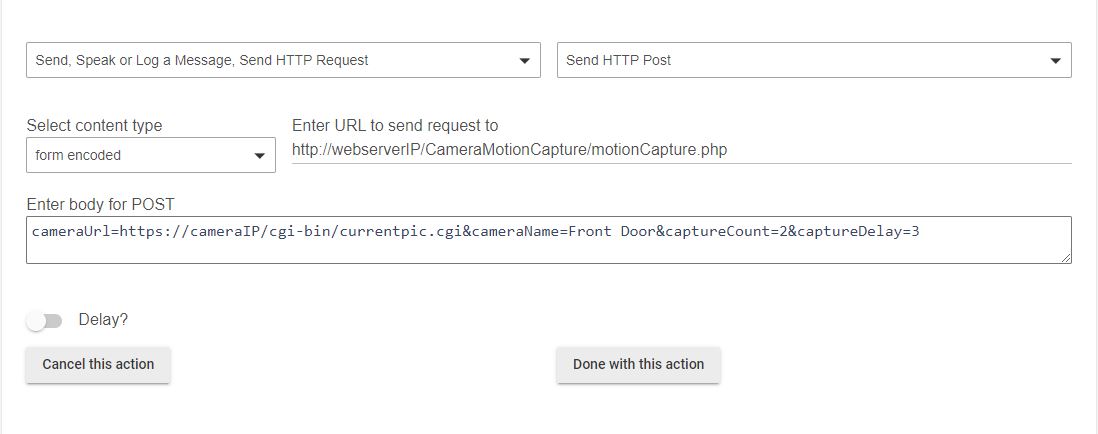 Send, Speak or Log a Message, Send HTTP Request
Send HTTP Post
Select content type
Enter URL to send request to
form encoded
http://webserverIP/CameraMotionCapture/motionCapture.php
Enter body for POST
cameraUrl=https://cameraIP/cgi-bin/currentpic.cgi&cameraName=Front Door&captureCount=2&captureDelay=3
Delay?
Cancel this action
Done with this action